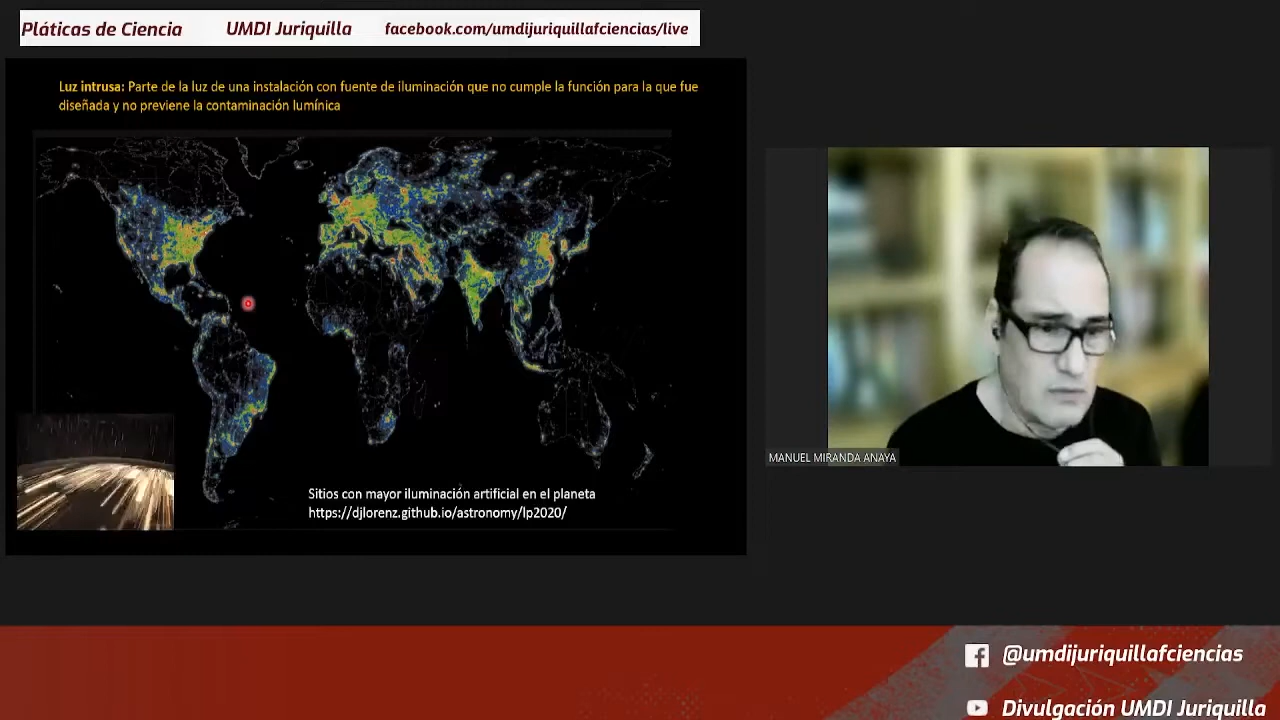 Pláticas de Ciencia UMDI Juriquilla facebook.com/umdijuriquillafciencias/live
Luz intrusa: Parte de la luz de una instalación con fuente de iluminación que no cumple la función para la que fue
diseñada y no previene la contaminación lumínica
Sitios con mayor iluminación artificial en el planeta
https://djlorenz.github.io/astronomy/lp2020/
MANUEL MIRANDA ANAYA
@umdijuriquillafciencias
Divulgación UMDI Juriquilla